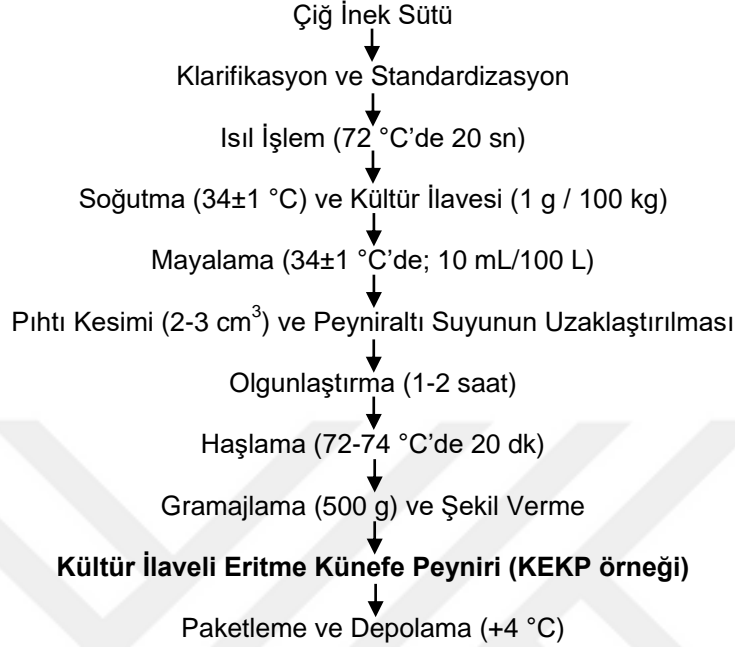 Çiğ İnek Sütü
Klarifikasyon ve Standardizasyon
Isıl İşlem (72 °C’de 20 sn)
Soğutma (34±1 °C) ve Kültür İlavesi (1 g / 100 kg)
Mayalama (34±1 °C’de; 10 mL/100 L)
Pıhtı Kesimi (2-3 cm³) ve Peyniraltı Suyunun Uzaklaştırılması
Olgunlaştırma (1-2 saat)
Haşlama (72-74 °C’de 20 dk)
Gramajlama (500 g) ve Şekil Verme
Kültür İlaveli Eritme Künefe Peyniri (KEKP örneği)
Paketleme ve Depolama (+4 °C)